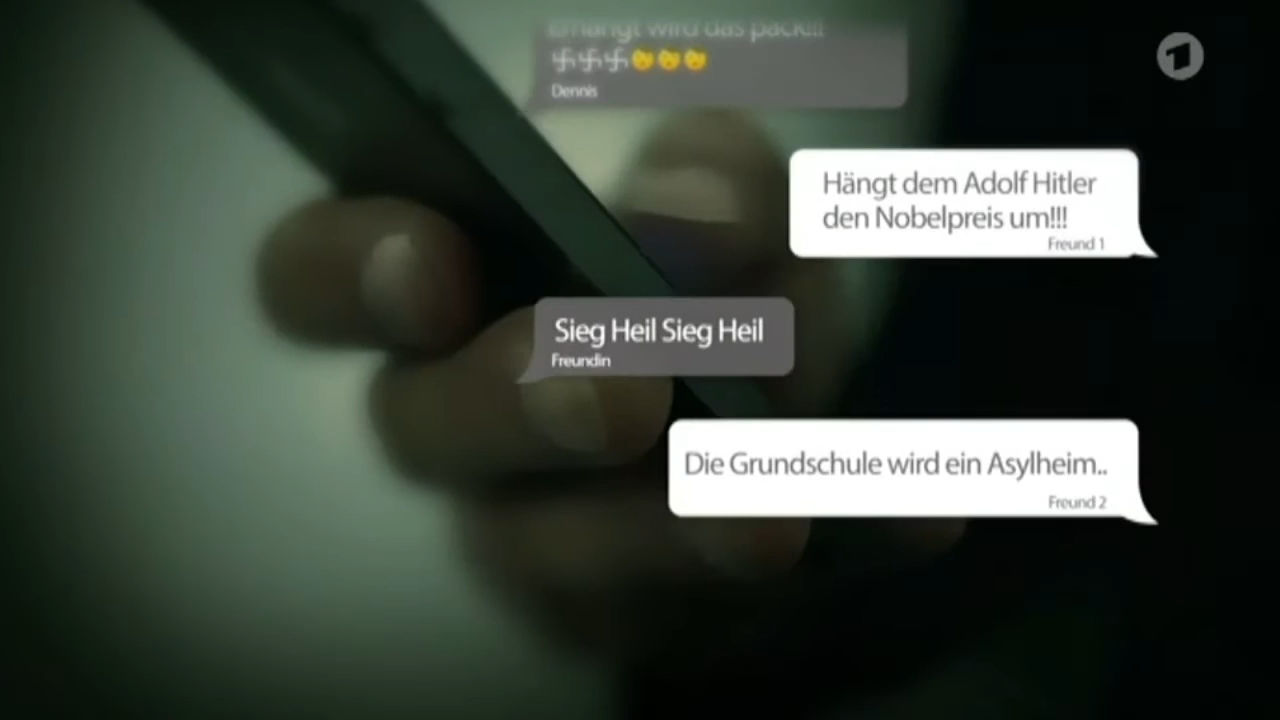 Erhängt wird das pack!!!
卐卐卐😠😠😠
Dennis
Hängt dem Adolf Hitler
den Nobelpreis um!!!
Freund 1
Sieg Heil Sieg Heil
Freundin
Die Grundschule wird ein Asylheim..
Freund 2